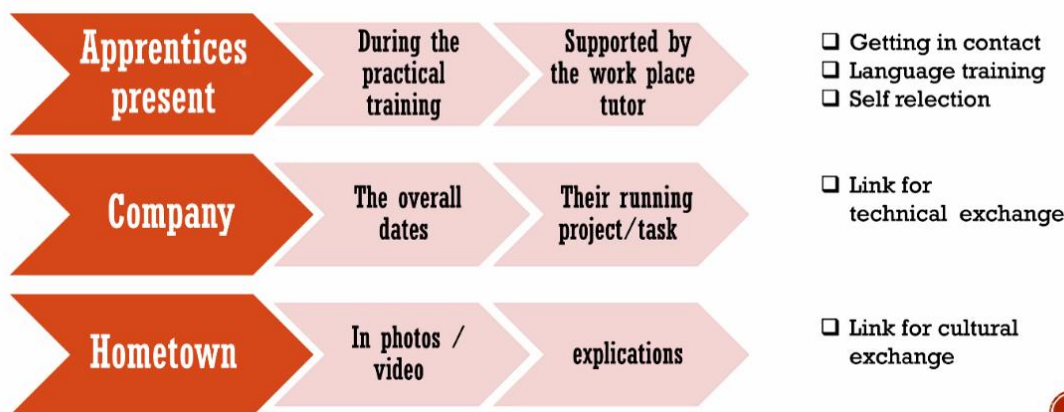 Apprentices
present
During the
practical
training
Supported by
the work place
tutor
❑ Getting in contact
❑ Language training
❑ Self relection
Company
The overall
dates
Their running
project/task
❑ Link for
technical exchange
Hometown
In photos /
video
explications
❑ Link for cultural
exchange